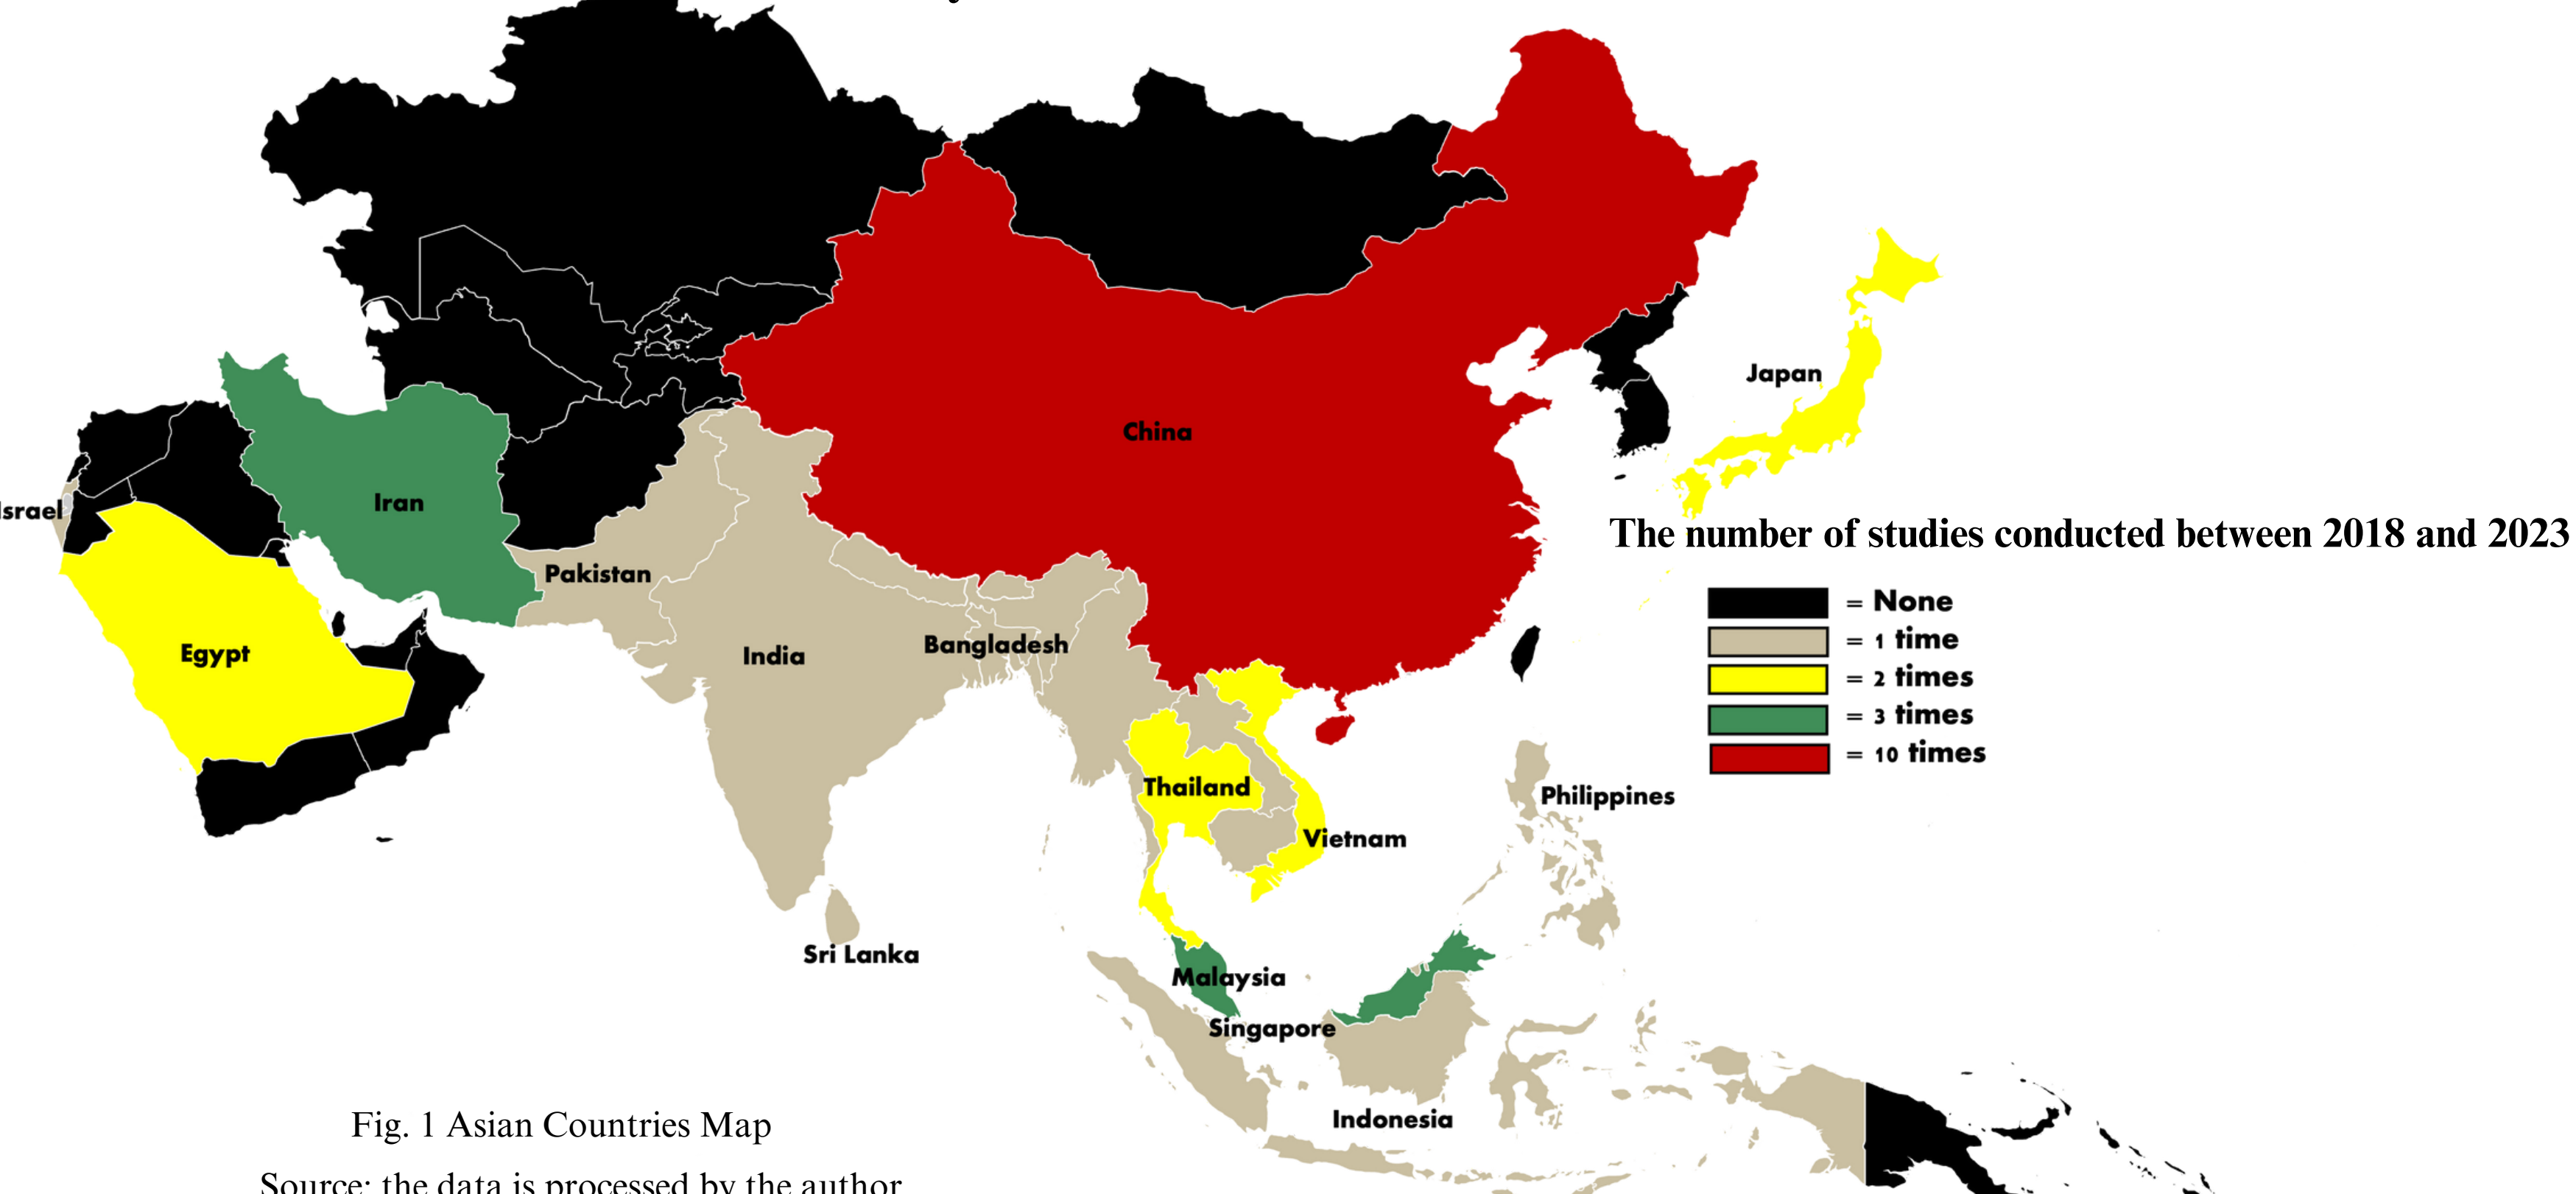 China
Japan
Iran
Israel
The number of studies conducted between 2018 and 2023
Pakistan
= None
= 1 time
= 2 times
= 3 times
= 10 times
Egypt
India
Bangladesh
Thailand
Philippines
Vietnam
Sri Lanka
Malaysia
Singapore
Indonesia
Fig. 1 Asian Countries Map
Source: the data is processed by the author